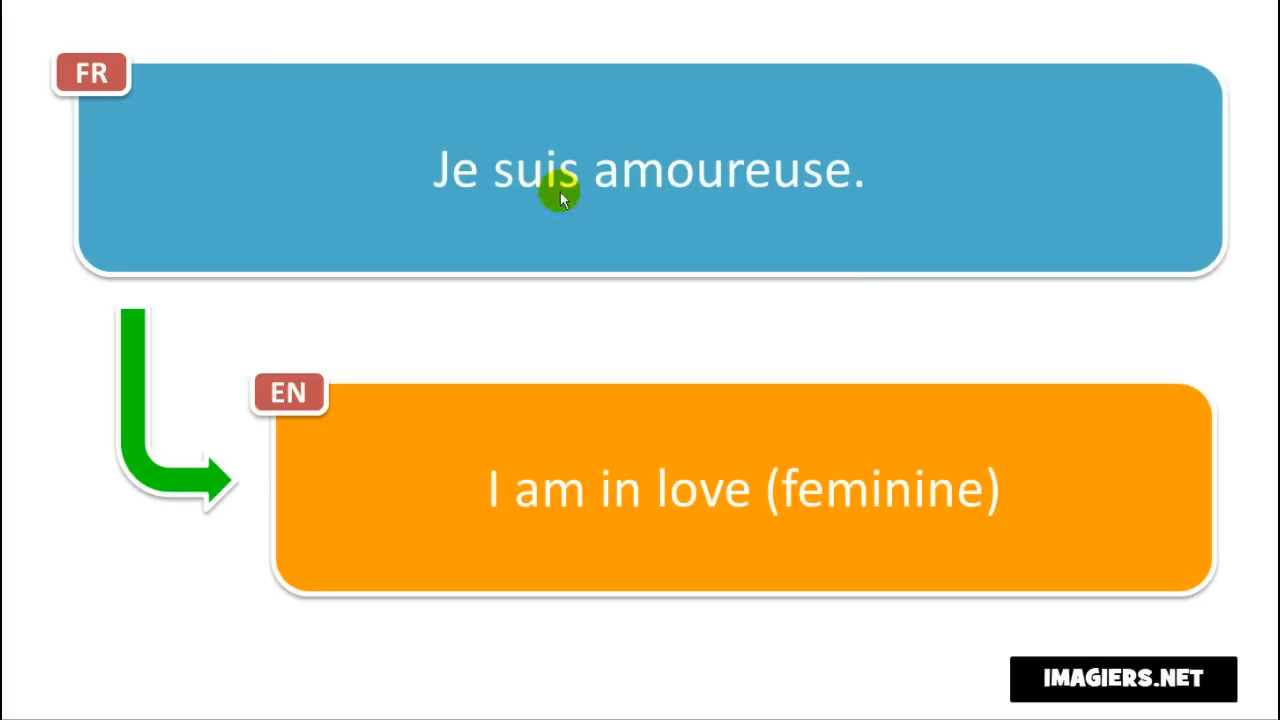 FR
Je suis amoureuse.
EN
I am in love (feminine)
IMAGIERS.NET